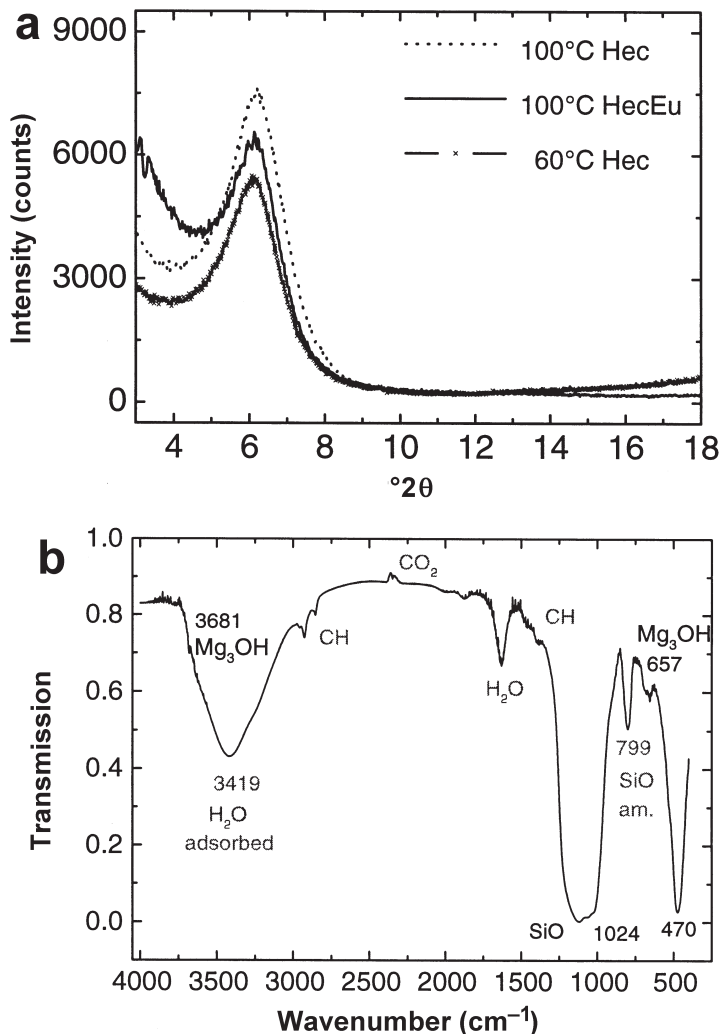 a
9000
6000
3000
0
Intensity (counts)
100°C Hec
100°C HecEu
60°C Hec
4 6 8 10 12 14 16 18
°2θ
b
1.0
0.8
0.6
0.4
0.2
0.0
Transmission
3681
Mg₃OH
CH
CO₂
H₂O
CH
Mg₃OH
657
3419
H₂O
adsorbed
799
SiO
am.
SiO
1024
470
4000 3500 3000 2500 2000 1500 1000 500
Wavenumber (cm⁻¹)